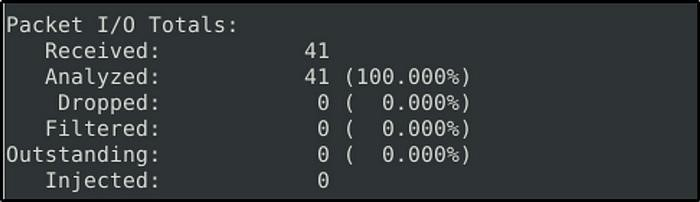 Packet I/O Totals:
   Received:           41
   Analyzed:           41 (100.000%)
    Dropped:            0 (  0.000%)
   Filtered:            0 (  0.000%)
Outstanding:            0 (  0.000%)
   Injected:            0